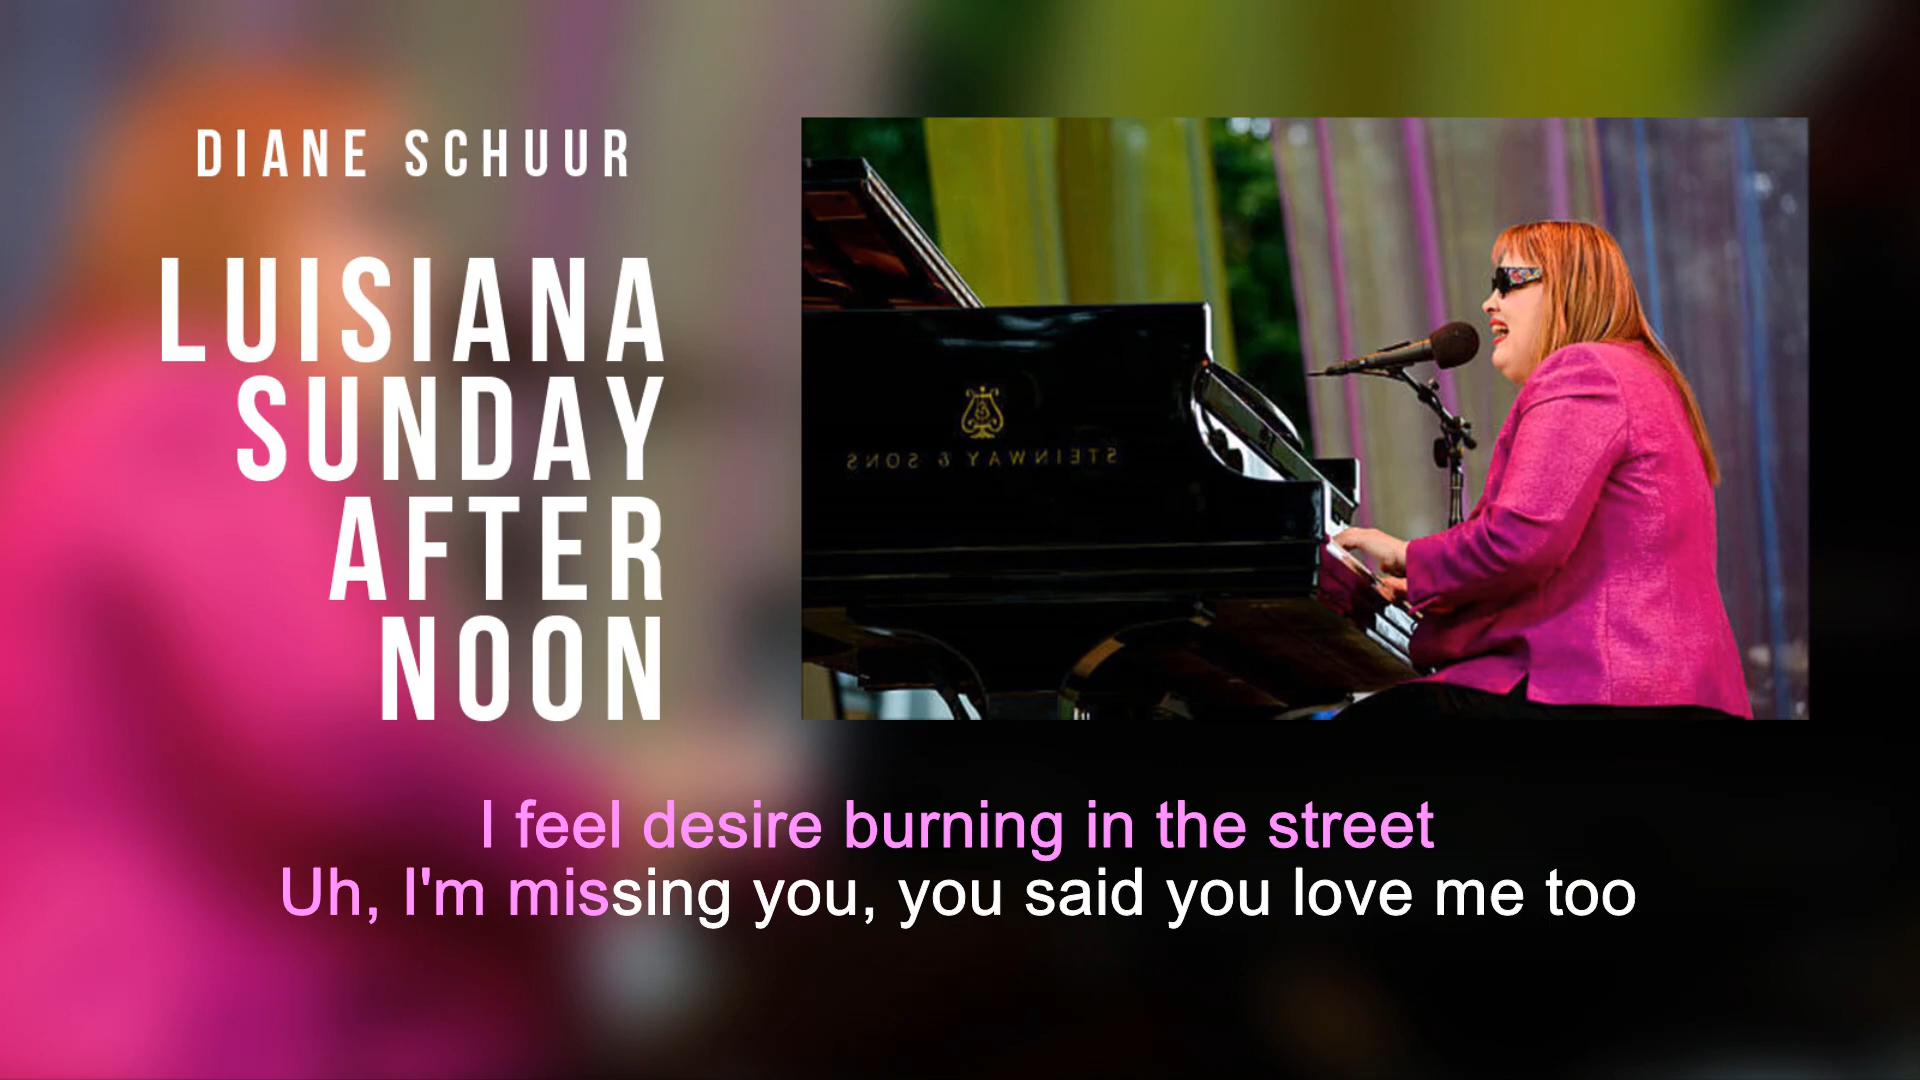 DIANE SCHUUR
LUISIANA
SUNDAY
AFTER
NOON
STEINWAY & SONS
I feel desire burning in the street
Uh, I'm missing you, you said you love me too